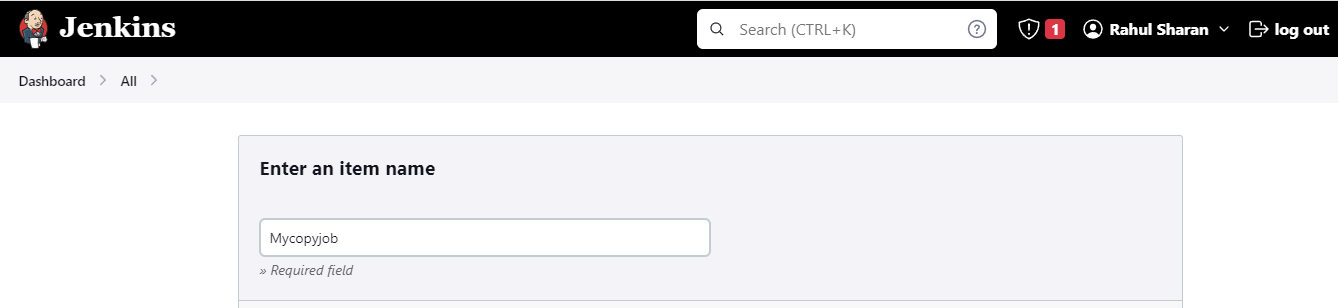 Jenkins
Search (CTRL+K)
1
Rahul Sharan
log out
Dashboard
All
Enter an item name
Mycopyjob
» Required field